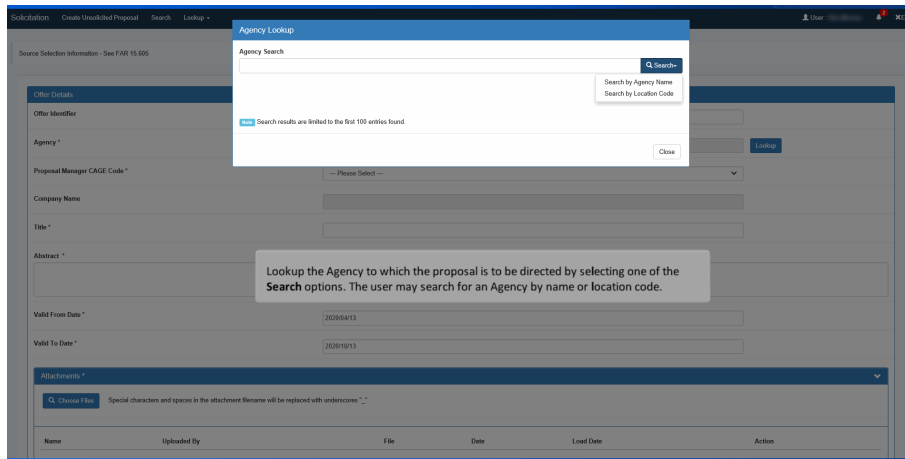 Solicitation Create Unsolicited Proposal Search Lookup
User 2
Source Selection Information - See FAR 15.605
Agency Lookup
Agency Search
Search
Search by Agency Name
Search by Location Code
Note Search results are limited to the first 100 entries found.
Close
Offer Details
Offer Identifier
Agency * Lookup
Proposal Manager CAGE Code * --- Please Select ---
Company Name
Title *
Abstract *
Lookup the Agency to which the proposal is to be directed by selecting one of the
Search options. The user may search for an Agency by name or location code.
Valid From Date * 2020/04/13
Valid To Date * 2020/10/13
Attachments *
Choose Files Special characters and spaces in the attachment filename will be replaced with underscores "_"
Name Uploaded By File Date Load Date Action